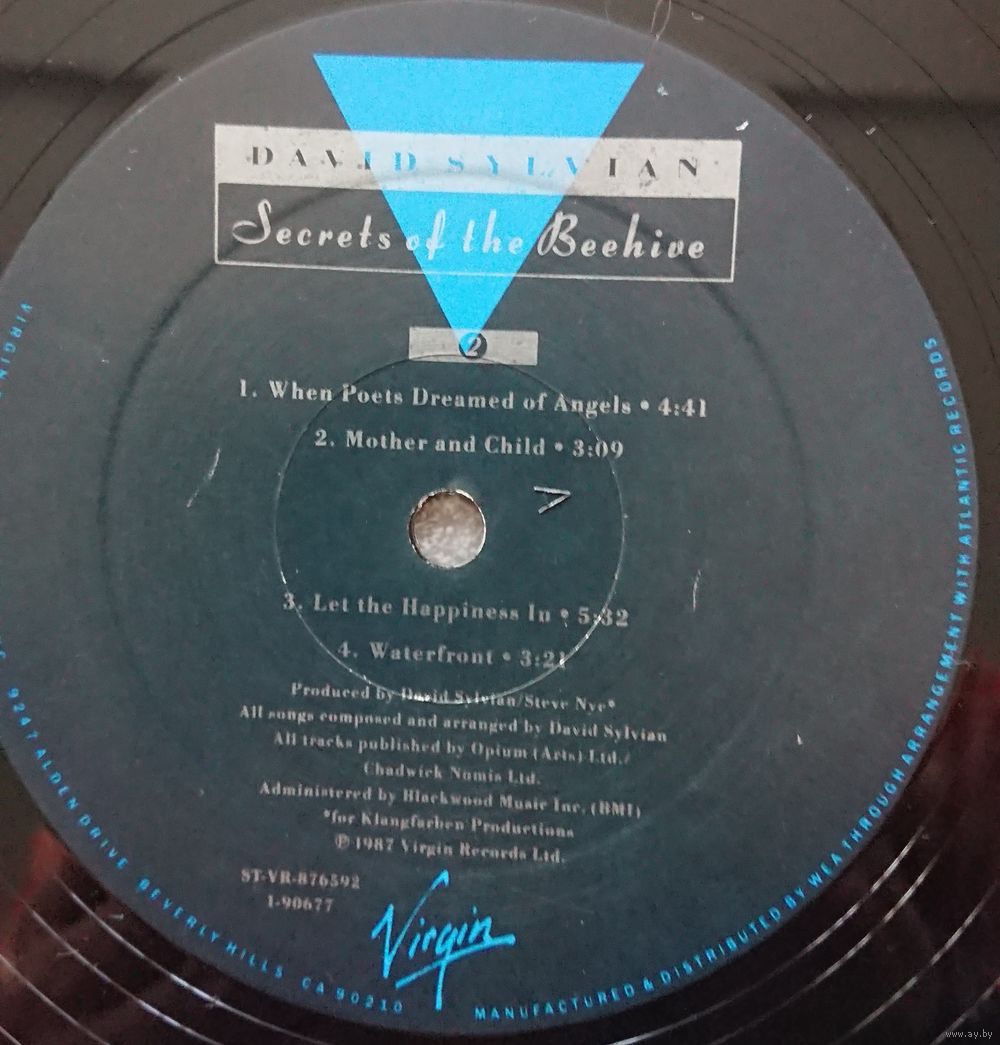 DAVID SYLVIAN
Secrets of the Beehive
2
1. When Poets Dreamed of Angels • 4:41
2. Mother and Child • 3:09
3. Let the Happiness In • 5:32
4. Waterfront • 3:21
Produced by David Sylvian/Steve Nye*
All songs composed and arranged by David Sylvian
All tracks published by Opium (Arts) Ltd./
Chadwick Nomis Ltd.
Administered by Blackwood Music Inc. (BMI)
*for Klangfarben Productions
℗ 1987 Virgin Records Ltd.
ST-VR-876592
1-90677
Virgin
VIRGIN
9247 ALDEN DRIVE BEVERLY HILLS CA 90210
MANUFACTURED & DISTRIBUTED BY WEA THROUGH ARRANGEMENT WITH ATLANTIC RECORDS
www.ay.by